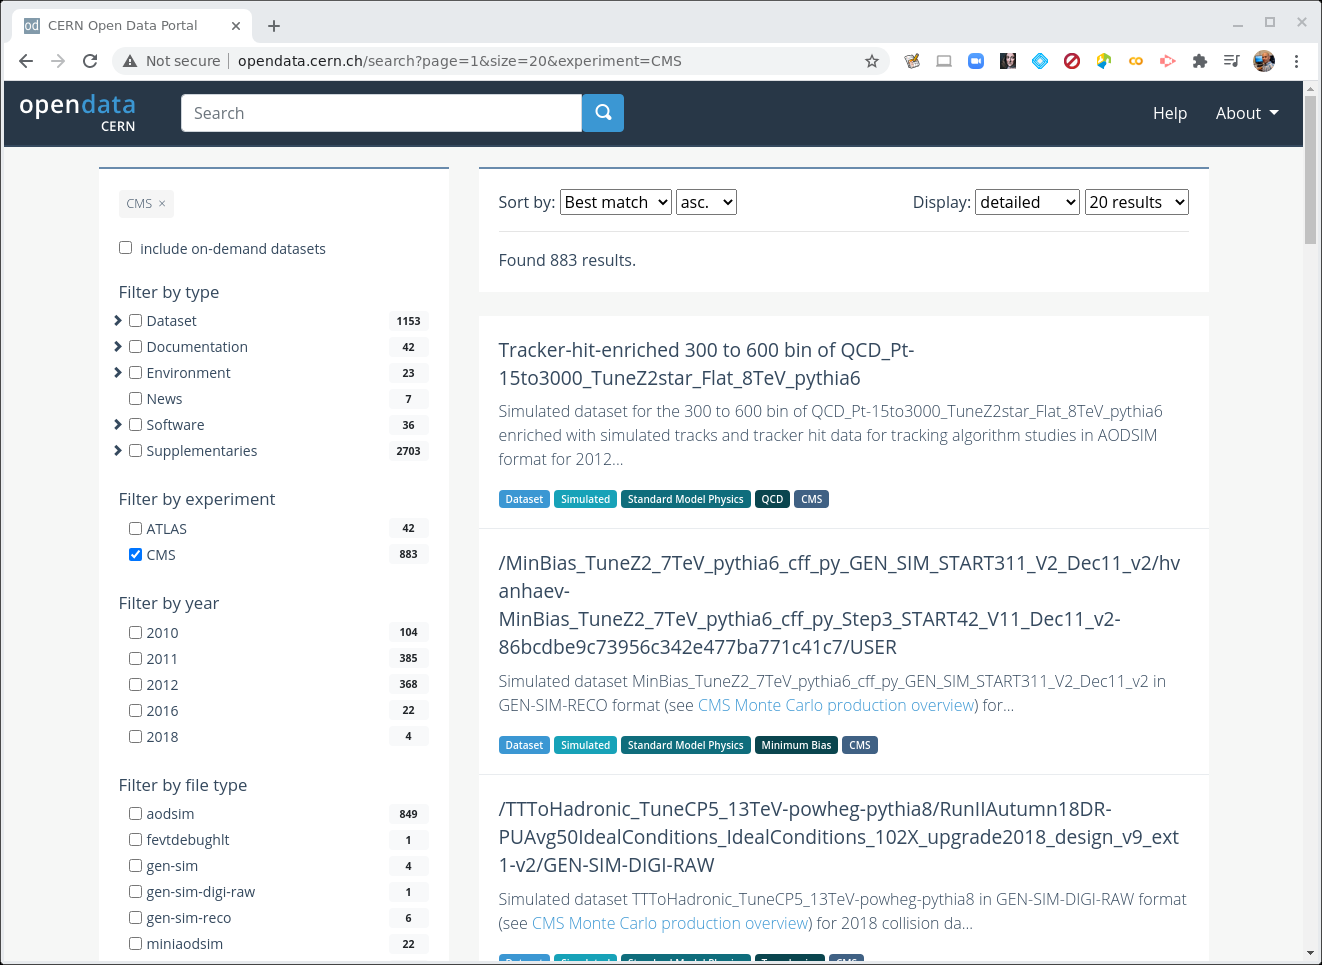 od CERN Open Data Portal
Not secure opendata.cern.ch/search?page=1&size=20&experiment=CMS
opendata
CERN
Search
Help About
CMS ×
include on-demand datasets
Filter by type
Dataset 1153
Documentation 42
Environment 23
News 7
Software 36
Supplementaries 2703
Filter by experiment
ATLAS 42
CMS 883
Filter by year
2010 104
2011 385
2012 368
2016 22
2018 4
Filter by file type
aodsim 849
fevtdebughlt 1
gen-sim 4
gen-sim-digi-raw 1
gen-sim-reco 6
miniaodsim 22
Sort by: Best match asc. Display: detailed 20 results
Found 883 results.
Tracker-hit-enriched 300 to 600 bin of QCD_Pt-
15to3000_TuneZ2star_Flat_8TeV_pythia6
Simulated dataset for the 300 to 600 bin of QCD_Pt-15to3000_TuneZ2star_Flat_8TeV_pythia6
enriched with simulated tracks and tracker hit data for tracking algorithm studies in AODSIM
format for 2012...
Dataset Simulated Standard Model Physics QCD CMS
/MinBias_TuneZ2_7TeV_pythia6_cff_py_GEN_SIM_START311_V2_Dec11_v2/hv
anhaev-
MinBias_TuneZ2_7TeV_pythia6_cff_py_Step3_START42_V11_Dec11_v2-
86bcdbe9c73956c342e477ba771c41c7/USER
Simulated dataset MinBias_TuneZ2_7TeV_pythia6_cff_py_GEN_SIM_START311_V2_Dec11_v2 in
GEN-SIM-RECO format (see CMS Monte Carlo production overview) for...
Dataset Simulated Standard Model Physics Minimum Bias CMS
/TTToHadronic_TuneCP5_13TeV-powheg-pythia8/RunIIAutumn18DR-
PUAvg50IdealConditions_IdealConditions_102X_upgrade2018_design_v9_ext
1-v2/GEN-SIM-DIGI-RAW
Simulated dataset TTToHadronic_TuneCP5_13TeV-powheg-pythia8 in GEN-SIM-DIGI-RAW format
(see CMS Monte Carlo production overview) for 2018 collision da...
Dataset Simulated Standard Model Physics